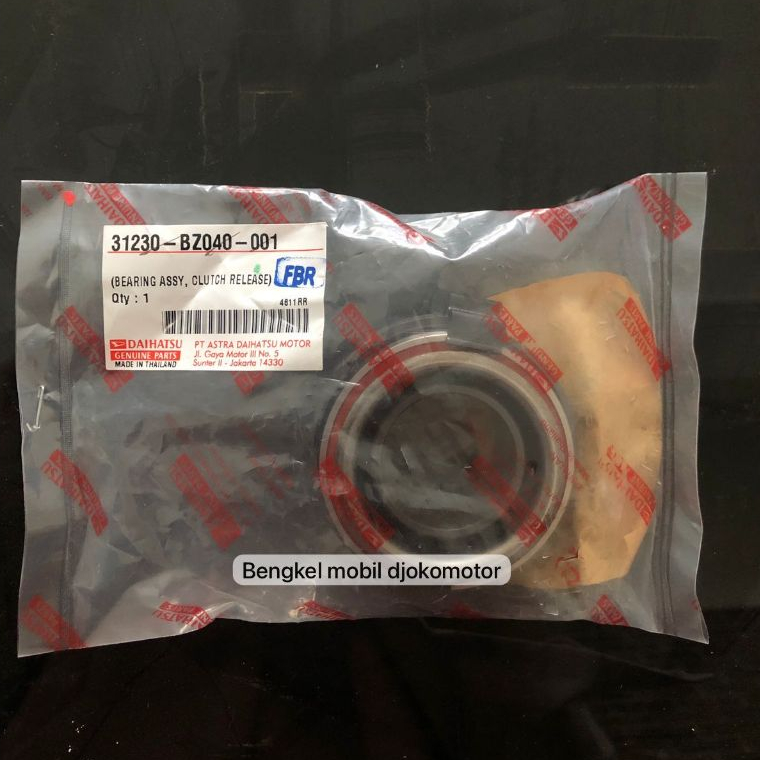 31230-BZ040-001
(BEARING ASSY, CLUTCH RELEASE) FBR
Qty : 1
4611RR
DAIHATSU
GENUINE PARTS
MADE IN THAILAND
PT ASTRA DAIHATSU MOTOR
Jl. Gaya Motor III No. 5
Sunter II - Jakarta 14330
Bengkel mobil djokomotor